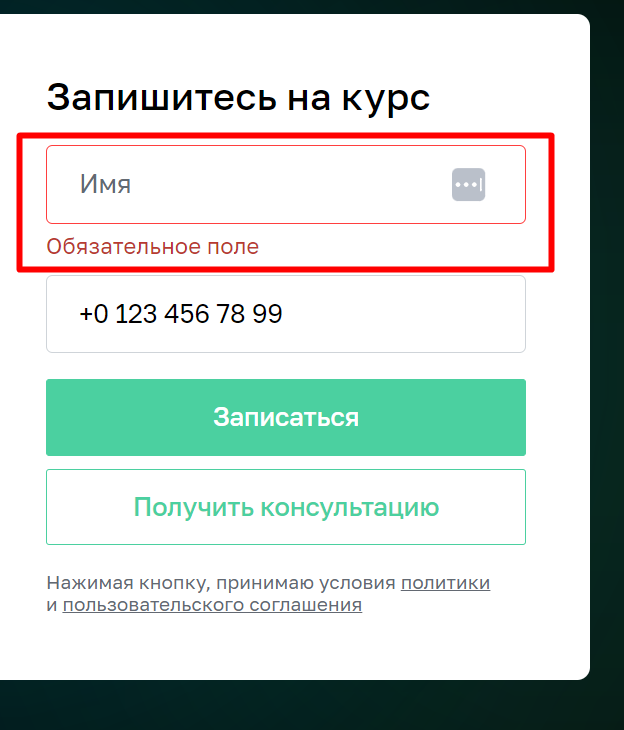 Запишитесь на курс
Имя
Обязательное поле
+0 123 456 78 99
Записаться
Получить консультацию
Нажимая кнопку, принимаю условия политики
и пользовательского соглашения